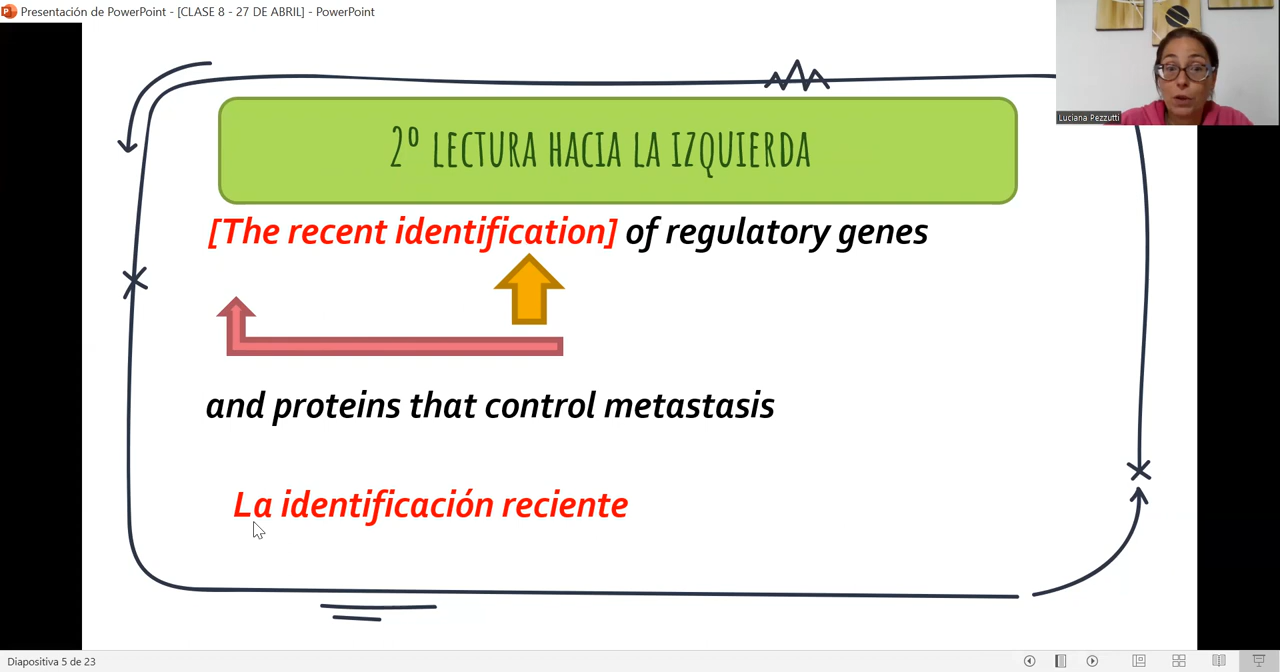 Presentación de PowerPoint - [CLASE 8 - 27 DE ABRIL] - PowerPoint
Luciana Pezzutti
2º LECTURA HACIA LA IZQUIERDA
[The recent identification] of regulatory genes
and proteins that control metastasis
La identificación reciente
Diapositiva 5 de 23